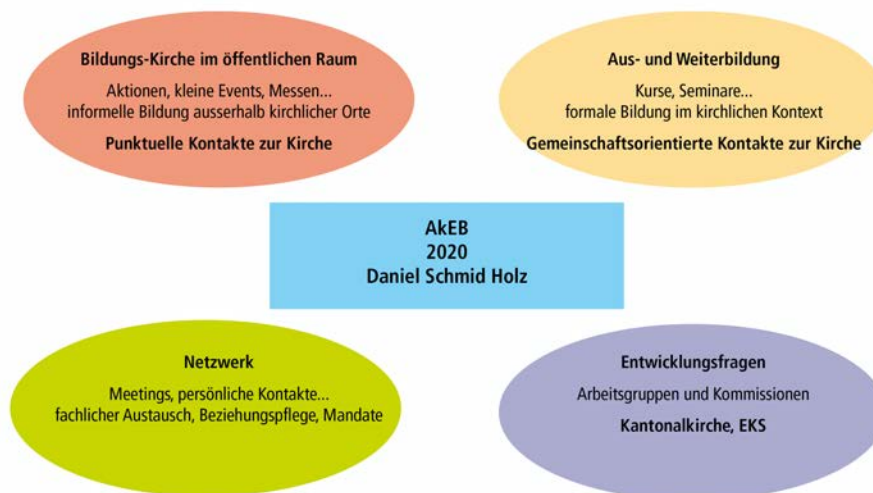 Bildungs-Kirche im öffentlichen Raum
Aktionen, kleine Events, Messen...
informelle Bildung ausserhalb kirchlicher Orte
Punktuelle Kontakte zur Kirche
Aus- und Weiterbildung
Kurse, Seminare...
formale Bildung im kirchlichen Kontext
Gemeinschaftsorientierte Kontakte zur Kirche
AkEB
2020
Daniel Schmid Holz
Netzwerk
Meetings, persönliche Kontakte...
fachlicher Austausch, Beziehungspflege, Mandate
Entwicklungsfragen
Arbeitsgruppen und Kommissionen
Kantonalkirche, EKS